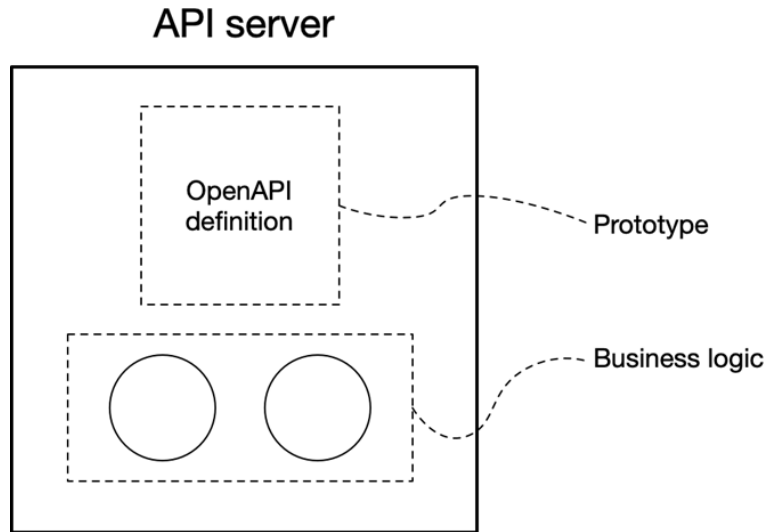 API server
OpenAPI
definition
Prototype
Business logic